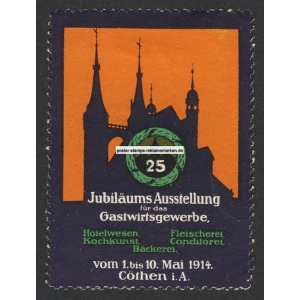 25
poster-stamps-reklamemarken.de
Jubiläums Ausstellung
für das
Gastwirtsgewerbe,
Hotelwesen, Fleischerei,
Kochkunst, Conditorei,
Bäckerei,
vom 1. bis 10. Mai 1914.
Cöthen i. A.